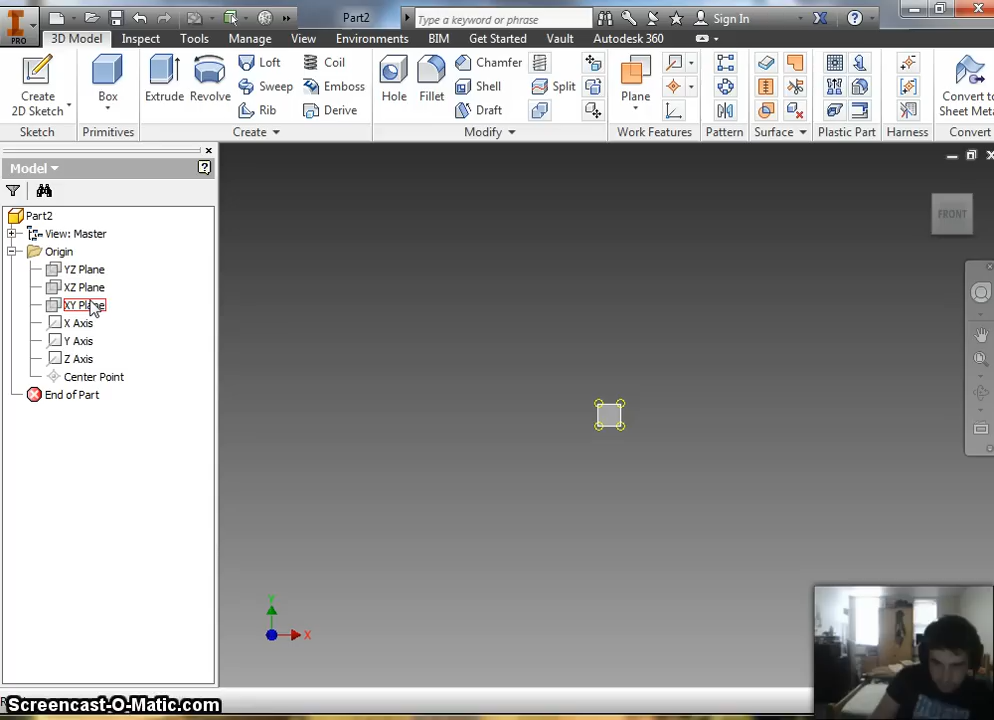 Part2
Type a keyword or phrase
Sign In
PRO
3D Model
Inspect
Tools
Manage
View
Environments
BIM
Get Started
Vault
Autodesk 360
Create
2D Sketch
Box
Extrude
Revolve
Loft
Sweep
Rib
Coil
Emboss
Derive
Hole
Fillet
Chamfer
Shell
Draft
Split
Plane
Convert to
Sheet Meta
Sketch
Primitives
Create
Modify
Work Features
Pattern
Surface
Plastic Part
Harness
Convert
Model
Part2
View: Master
Origin
YZ Plane
XZ Plane
XY Plane
X Axis
Y Axis
Z Axis
Center Point
End of Part
FRONT
Y
X
Screencast-O-Matic.com